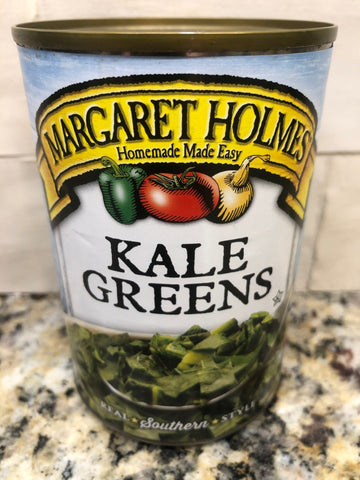 MARGARET HOLMES
Homemade Made Easy
KALE
GREENS
REAL • Southern • STYLE